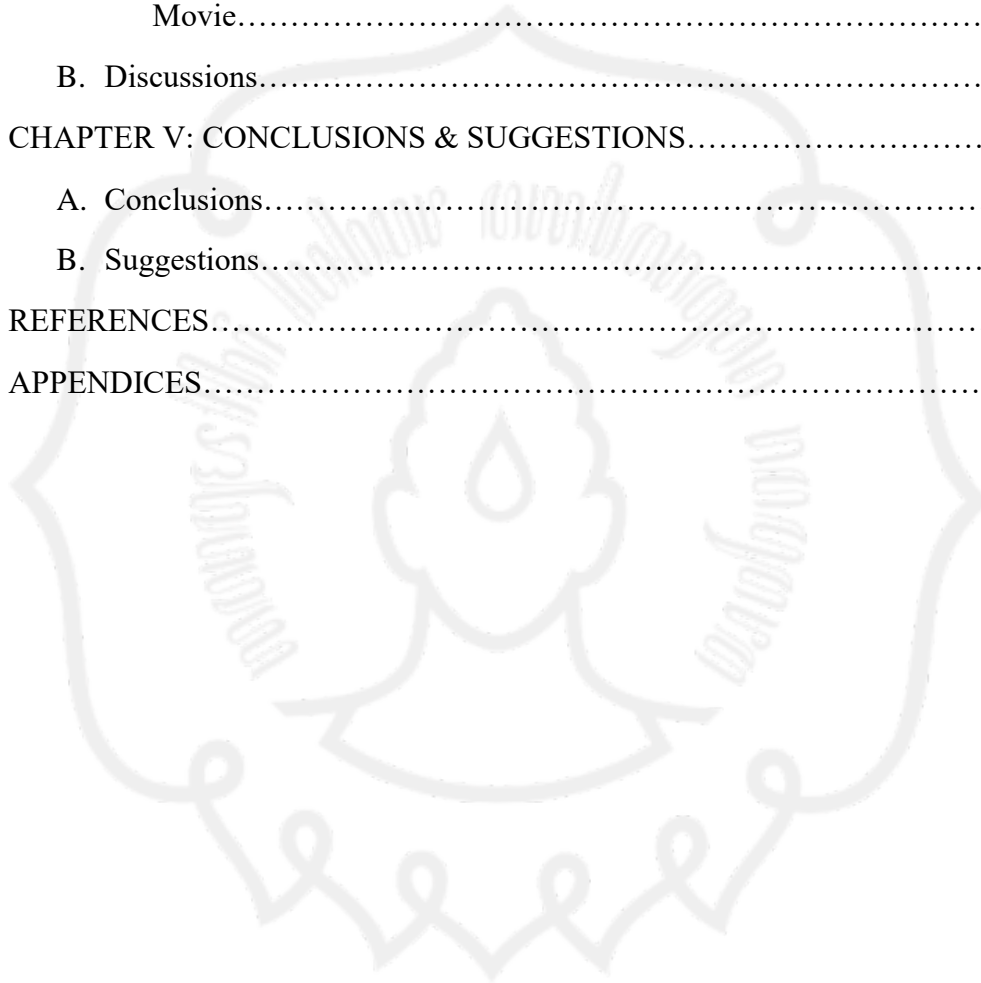 Movie………………………………………………………………
B. Discussions………………………………………………………………
CHAPTER V: CONCLUSIONS & SUGGESTIONS………………………
A. Conclusions………………………………………………………………
B. Suggestions………………………………………………………………
REFERENCES…………………………………………………………………
APPENDICES…………………………………………………………………